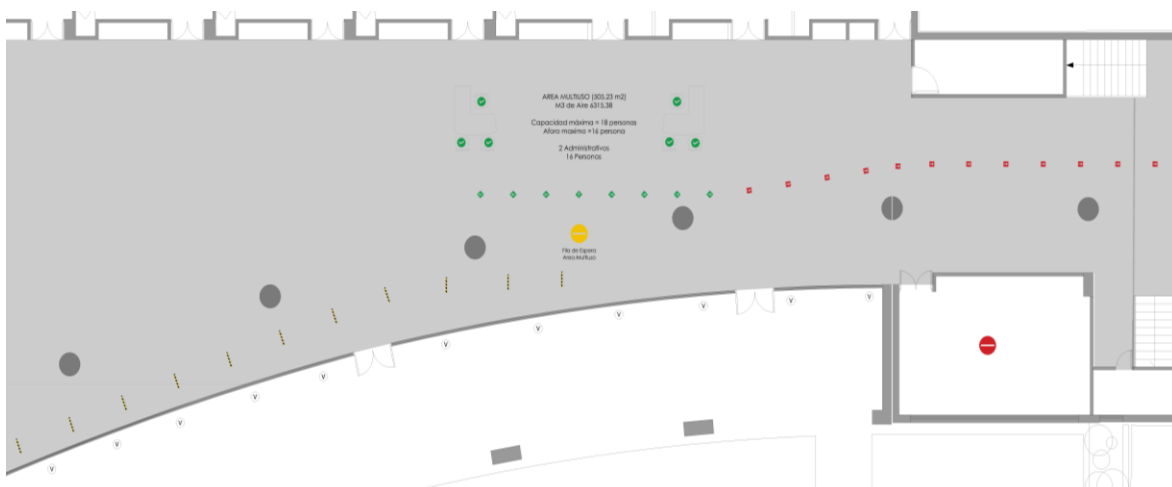 AREA MULTIUSO (505.23 m2)
M3 de Aire 6315.38
Capacidad máxima = 18 personas
Aforo maximo =16 persona
2 Administrativos
16 Personas
Fila de Espera
Area Multiuso
V
V
V
V
V
V
V
V
V
V
V